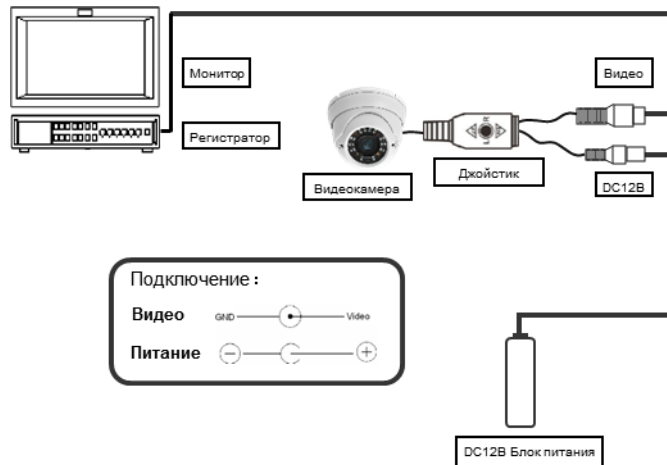 Монитор
Регистратор
Видеокамера
Джойстик
L R
Видео
DC12В
Подключение:
Видео GND Video
Питание − +
DC12В Блок питания